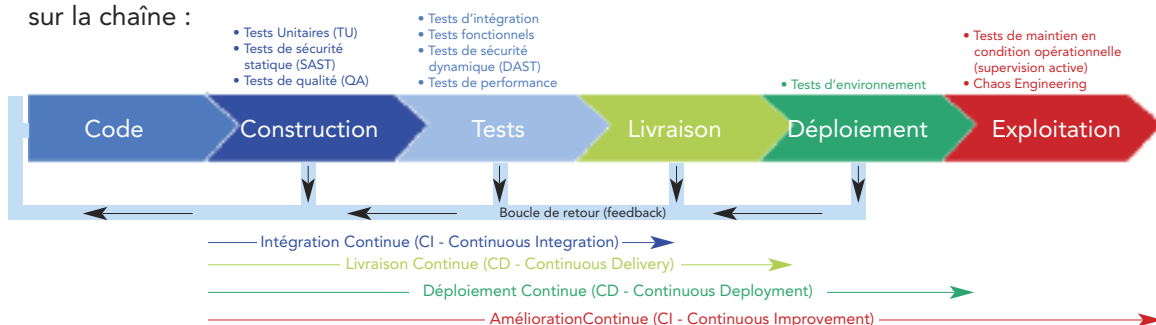 sur la chaîne :
• Tests Unitaires (TU)
• Tests de sécurité
statique (SAST)
• Tests de qualité (QA)
• Tests d'intégration
• Tests fonctionnels
• Tests de sécurité
dynamique (DAST)
• Tests de performance
• Tests d'environnement
• Tests de maintien en
condition opérationnelle
(supervision active)
• Chaos Engineering
Code
Construction
Tests
Livraison
Déploiement
Exploitation
Boucle de retour (feedback)
Intégration Continue (CI - Continuous Integration)
Livraison Continue (CD - Continuous Delivery)
Déploiement Continue (CD - Continuous Deployment)
AméliorationContinue (CI - Continuous Improvement)